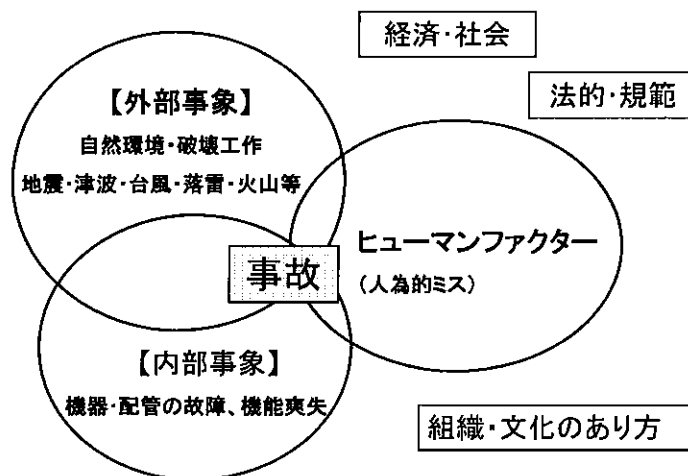 経済・社会
法的・規範
【外部事象】
自然環境・破壊工作
地震・津波・台風・落雷・火山等
ヒューマンファクター
(人為的ミス)
事故
【内部事象】
機器・配管の故障、機能爽失
組織・文化のあり方